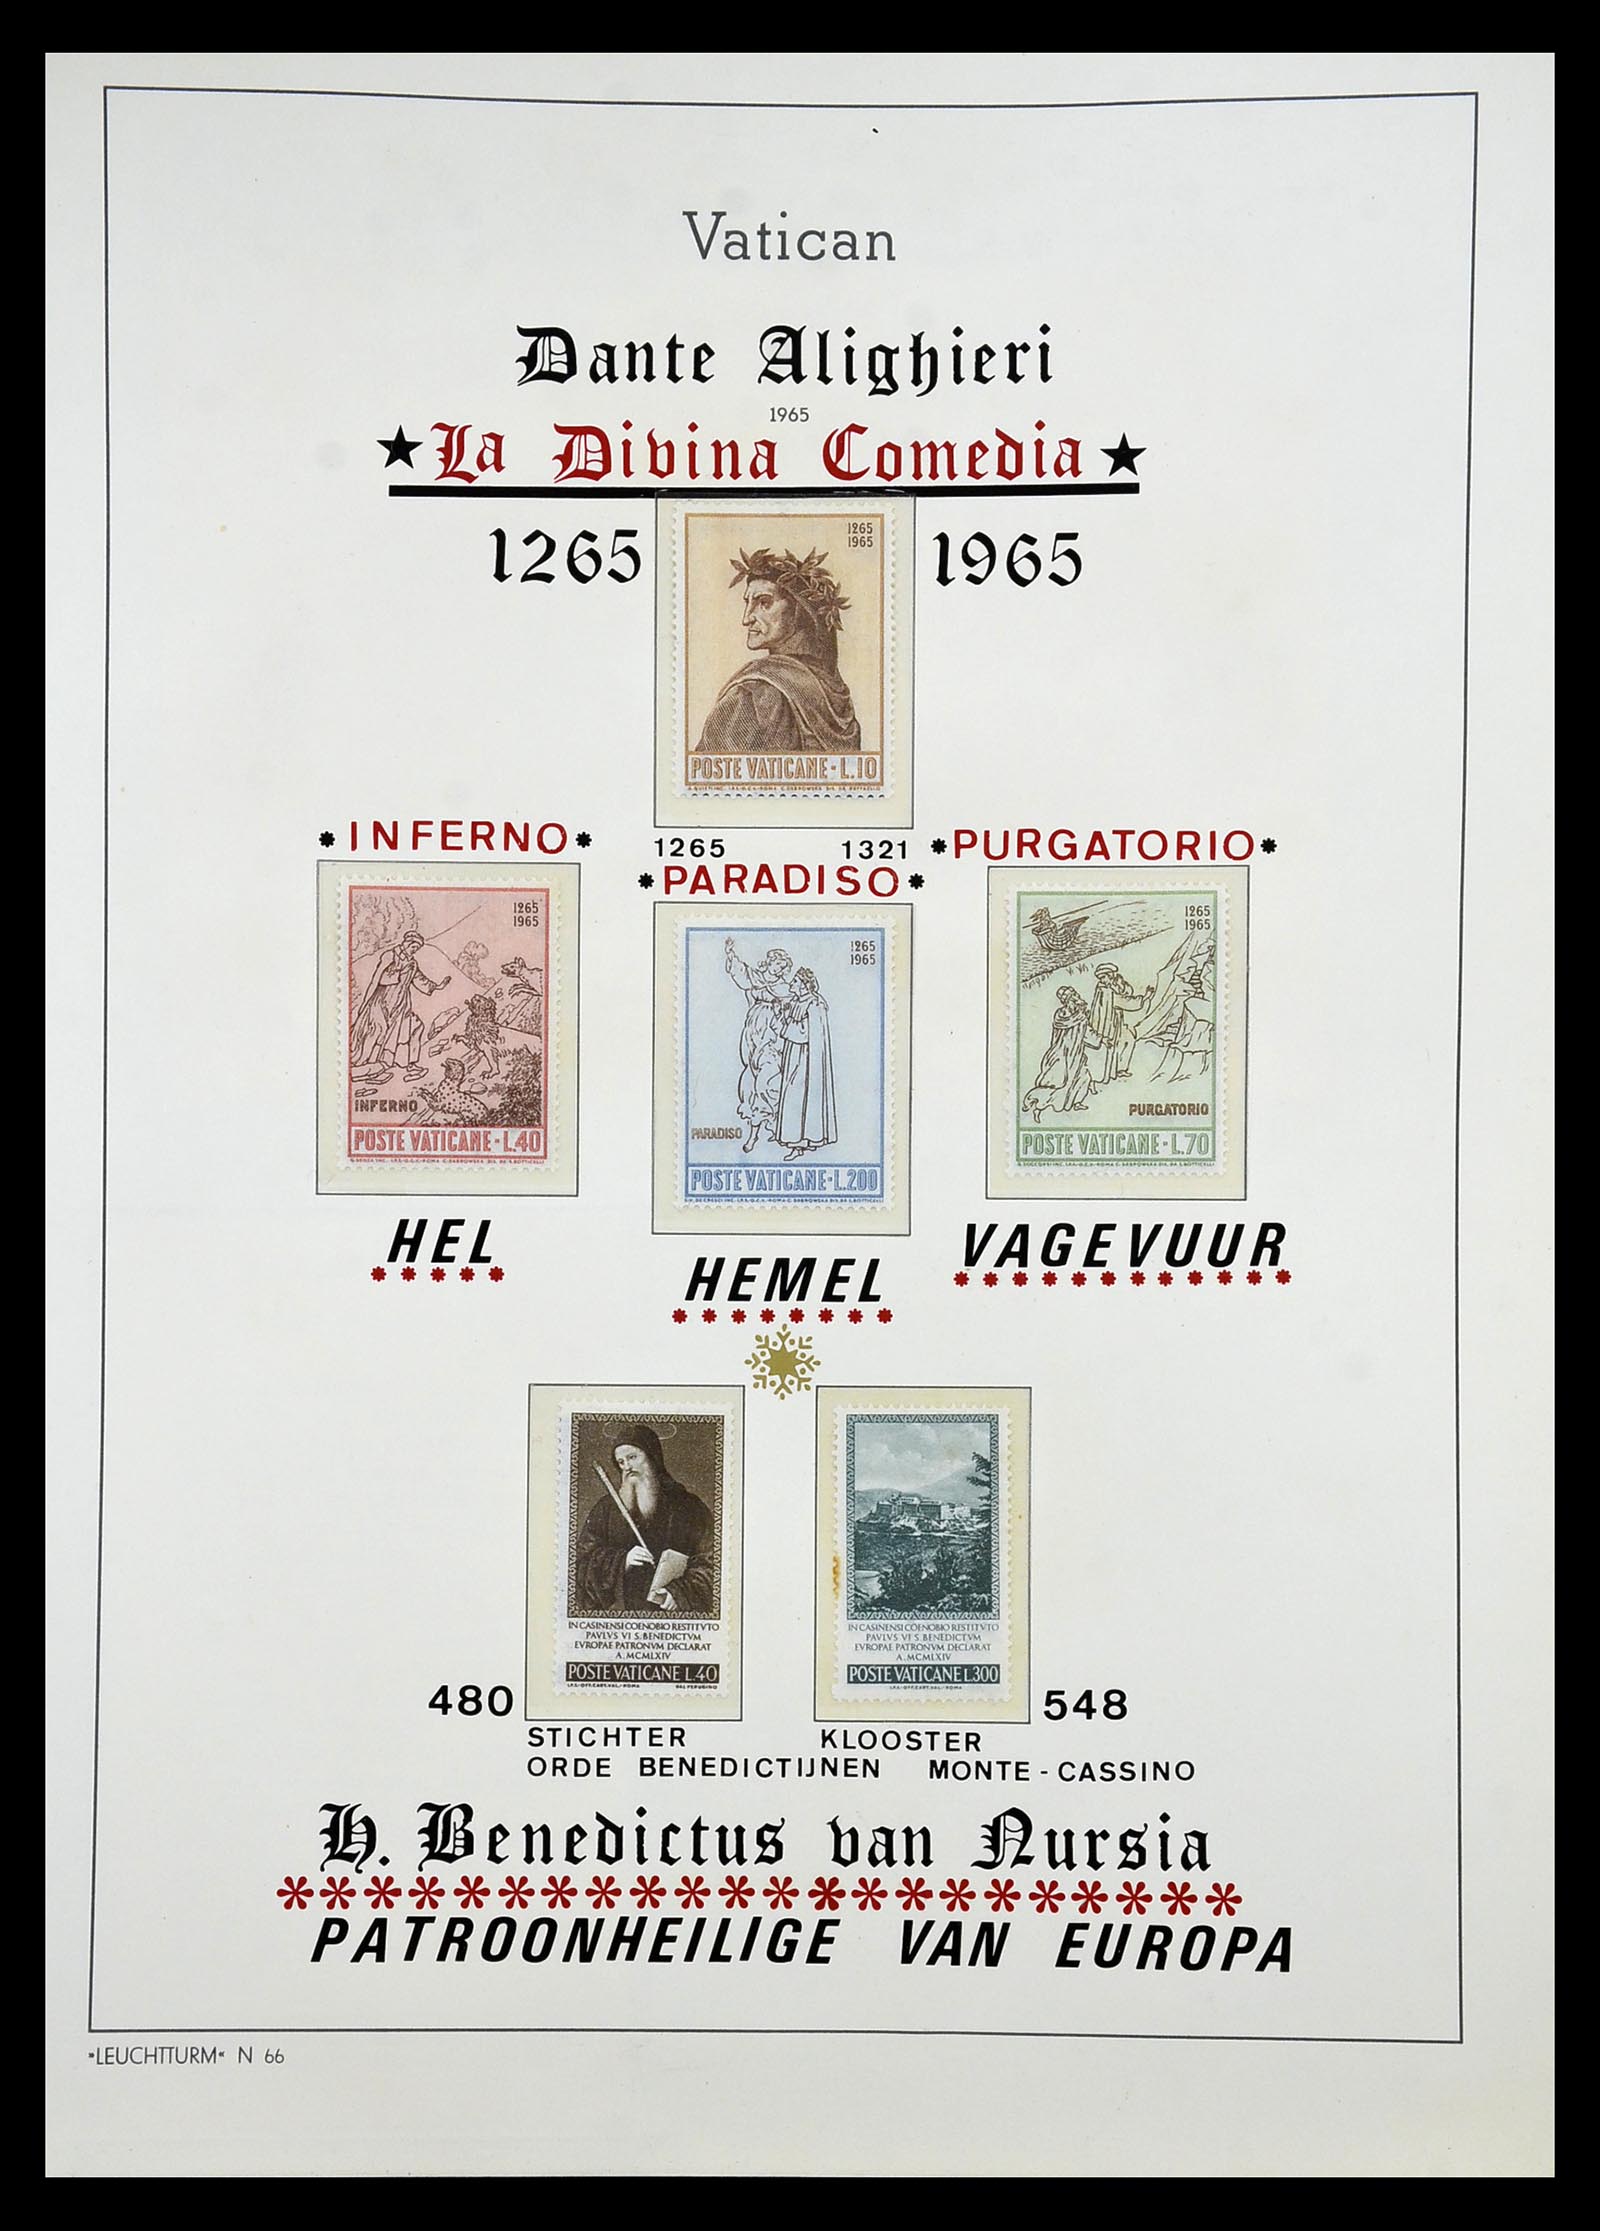 Vatican
Dante Alighieri
1965
★ La Divina Comedia ★
1265 1965
1265
1965
POSTE VATICANE-L.10
*INFERNO*
1265 1321
*PARADISO*
*PURGATORIO*
1265
1965
INFERNO
POSTE VATICANE-L.40
1265
1965
PARADISO
POSTE VATICANE-L.200
1265
1965
PURGATORIO
POSTE VATICANE-L.70
HEL
HEMEL
VAGEVUUR
IN CASINENSI COENOBIO RESTITVTO
PAVLVS VI S. BENEDICTVM
EVROPAE PATRONVM DECLARAT
A. MCMLXIV
POSTE VATICANE L.40
IN CASINENSI COENOBIO RESTITVTO
PAVLVS VI S. BENEDICTVM
EVROPAE PATRONVM DECLARAT
A. MCMLXIV
POSTE VATICANE L.300
480 548
STICHTER
ORDE BENEDICTIJNEN
KLOOSTER
MONTE-CASSINO
H. Benedictus van Nursia
**********************
PATROONHEILIGE VAN EUROPA
»LEUCHTTURM« N 66